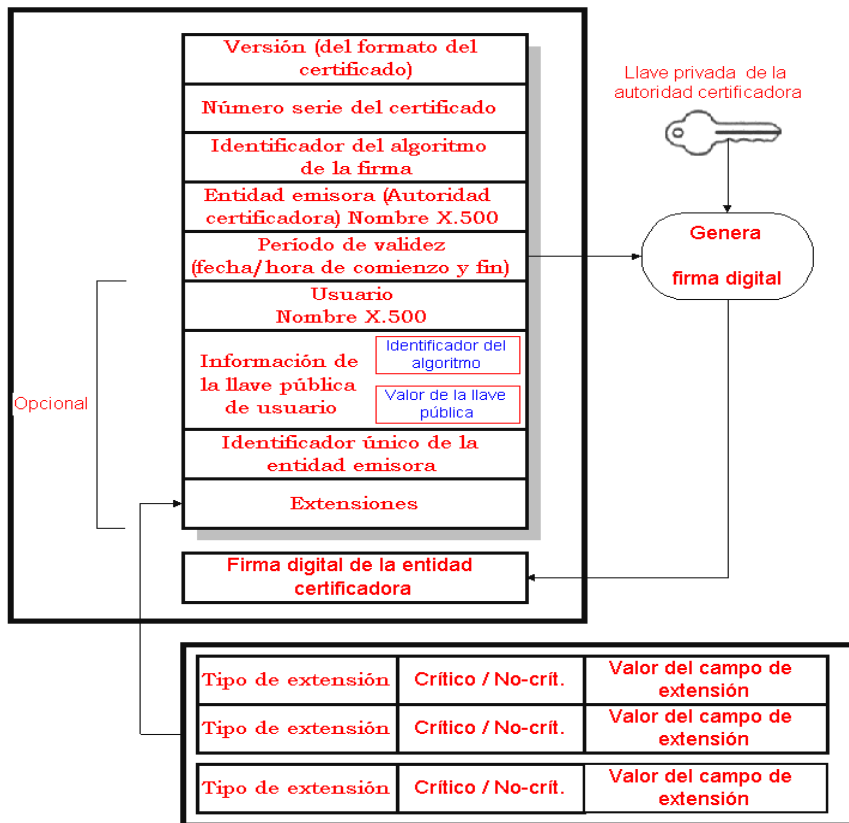 Versión (del formato del
certificado)
Número serie del certificado
Identificador del algoritmo
de la firma
Entidad emisora (Autoridad
certificadora) Nombre X.500
Período de validez
(fecha/hora de comienzo y fin)
Usuario
Nombre X.500
Información de
la llave pública
de usuario
Identificador del
algoritmo
Valor de la llave
pública
Identificador único de la
entidad emisora
Extensiones
Opcional
Firma digital de la entidad
certificadora
Llave privada de la
autoridad certificadora
Genera
firma digital
Tipo de extensión
Crítico / No-crít.
Valor del campo de
extensión
Tipo de extensión
Crítico / No-crít.
Valor del campo de
extensión
Tipo de extensión
Crítico / No-crít.
Valor del campo de
extensión